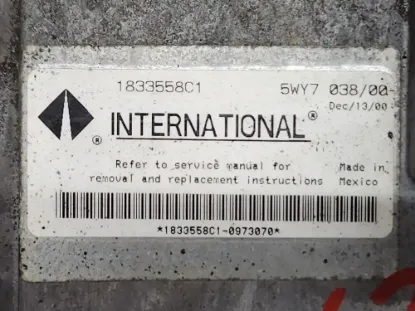 1833558C1 5WY7 038/00-
Dec/13/00
® INTERNATIONAL®
Refer to service manual for Made in
removal and replacement instructions Mexico
*1833558C1-0973070*